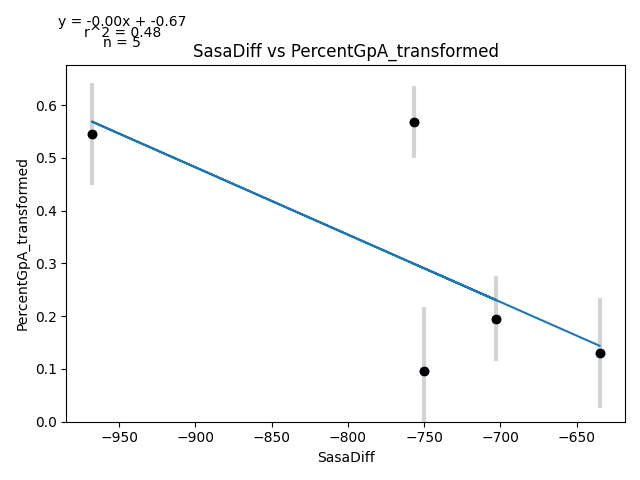 y = -0.00x + -0.67
r^2 = 0.48
n = 5
SasaDiff vs PercentGpA_transformed
PercentGpA_transformed
0.6
0.5
0.4
0.3
0.2
0.1
0.0
−950
−900
−850
−800
−750
−700
−650
SasaDiff